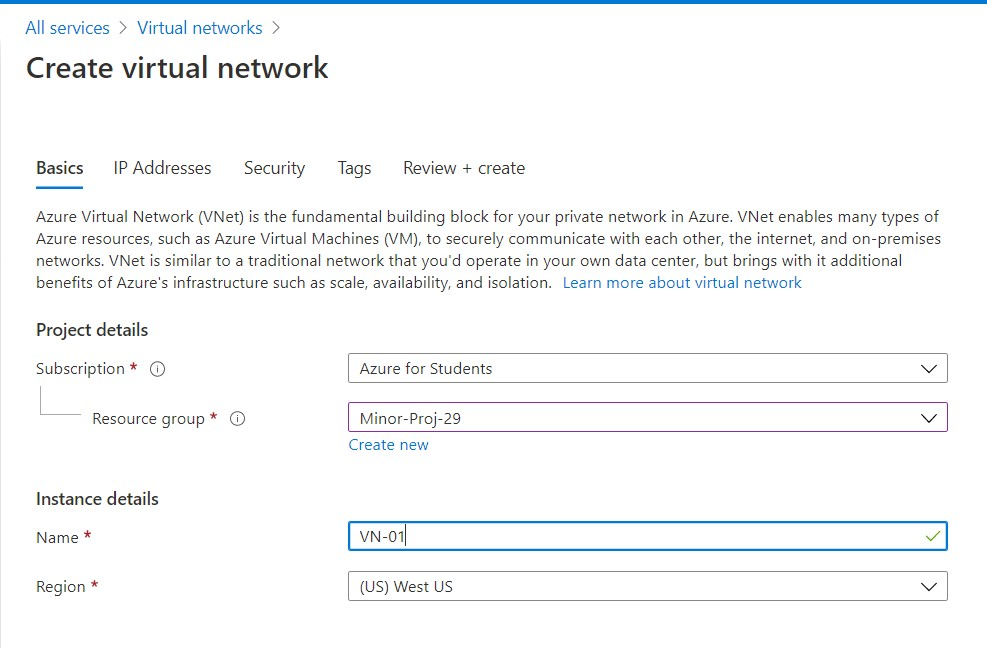 All services > Virtual networks >
Create virtual network
Basics IP Addresses Security Tags Review + create
Azure Virtual Network (VNet) is the fundamental building block for your private network in Azure. VNet enables many types of
Azure resources, such as Azure Virtual Machines (VM), to securely communicate with each other, the internet, and on-premises
networks. VNet is similar to a traditional network that you'd operate in your own data center, but brings with it additional
benefits of Azure's infrastructure such as scale, availability, and isolation. Learn more about virtual network
Project details
Subscription * Azure for Students
Resource group * Minor-Proj-29
Create new
Instance details
Name * VN-01
Region * (US) West US